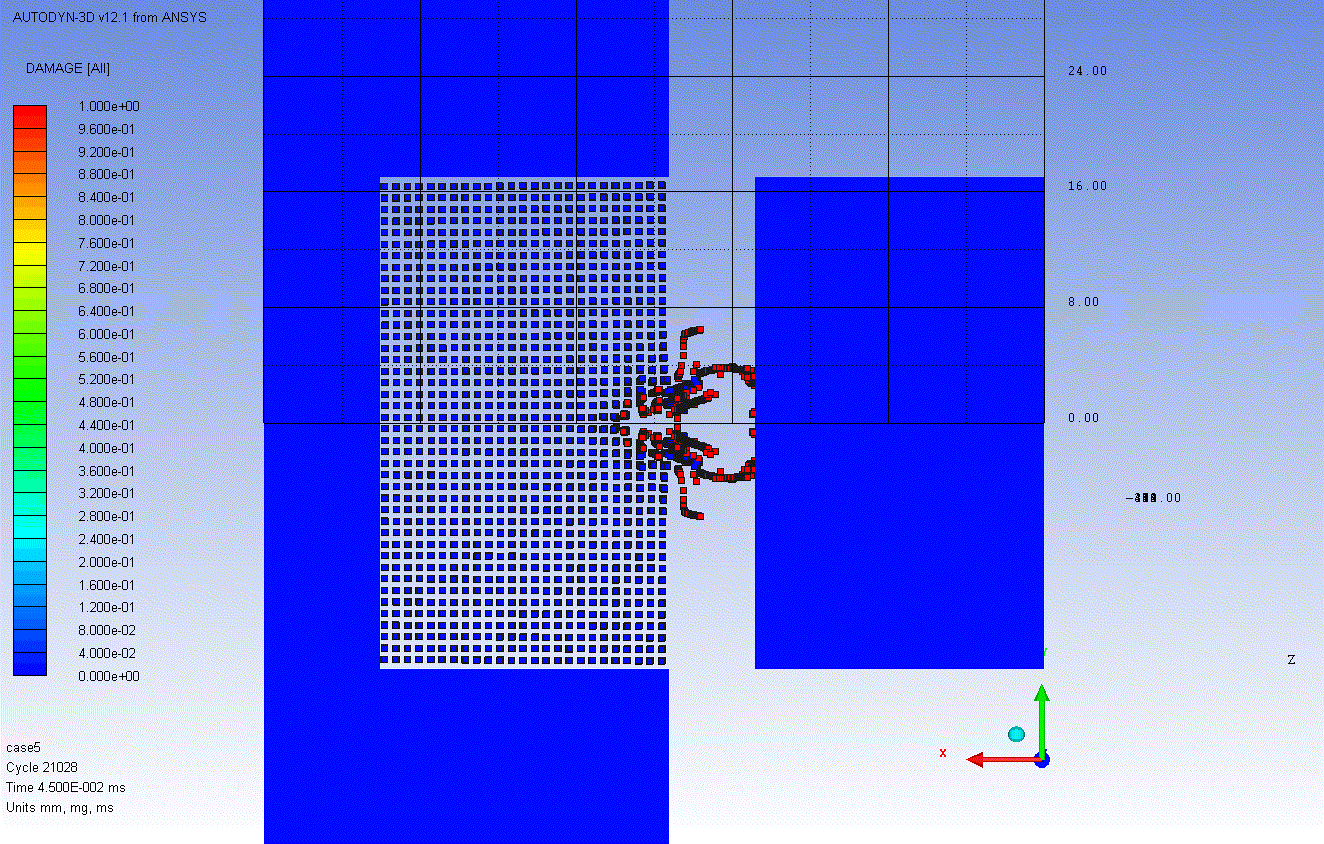 AUTODYN-3D v12.1 from ANSYS
DAMAGE [All]
1.000e+00
9.600e-01
9.200e-01
8.800e-01
8.400e-01
8.000e-01
7.600e-01
7.200e-01
6.800e-01
6.400e-01
6.000e-01
5.600e-01
5.200e-01
4.800e-01
4.400e-01
4.000e-01
3.600e-01
3.200e-01
2.800e-01
2.400e-01
2.000e-01
1.600e-01
1.200e-01
8.000e-02
4.000e-02
0.000e+00
24.00
16.00
8.00
0.00
Z
Y
X
case5
Cycle 21028
Time 4.500E-002 ms
Units mm, mg, ms